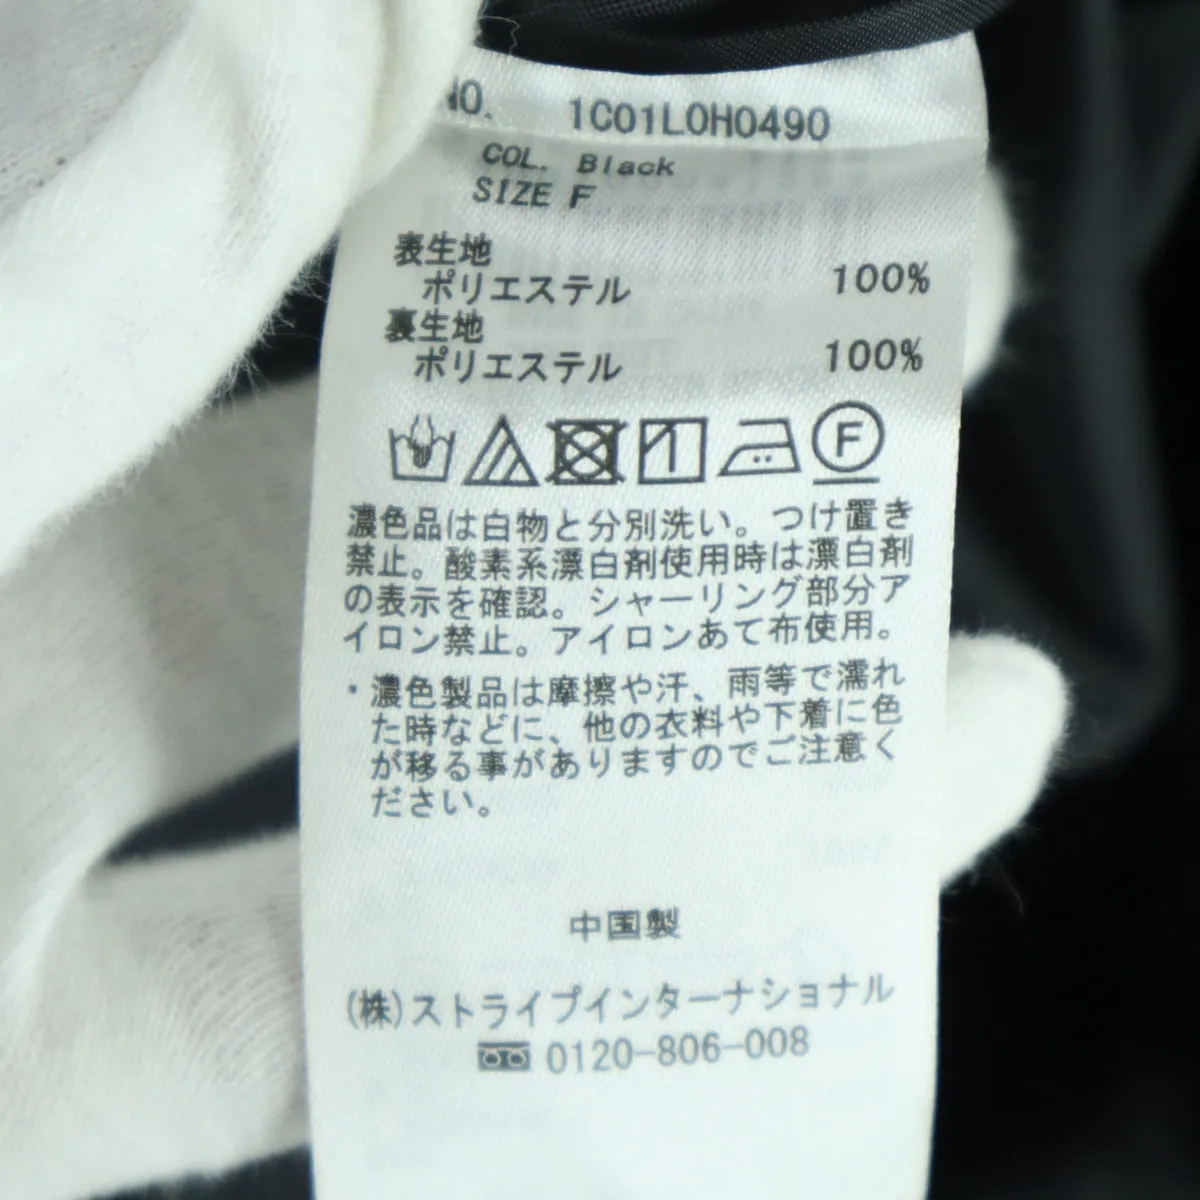 NO. 1C01L0H0490
COL. Black
SIZE F
表生地
ポリエステル 100%
裏生地
ポリエステル 100%
F
濃色品は白物と分別洗い。つけ置き
禁止。酸素系漂白剤使用時は漂白剤
の表示を確認。シャーリング部分ア
イロン禁止。アイロンあて布使用。
・濃色製品は摩擦や汗、雨等で濡れ
た時などに、他の衣料や下着に色
が移る事がありますのでご注意く
ださい。
中国製
(株)ストライプインターナショナル
0120-806-008